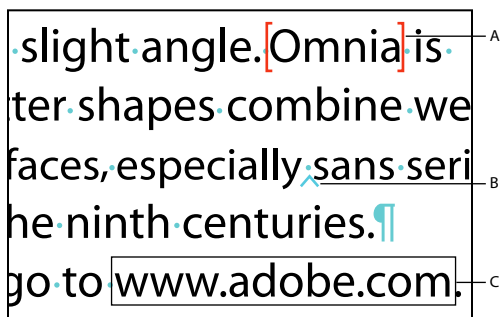 slight angle. [Omnia] is
A
tter shapes combine we
faces, especially sans seri
B
he ninth centuries.¶
go to www.adobe.com.
C